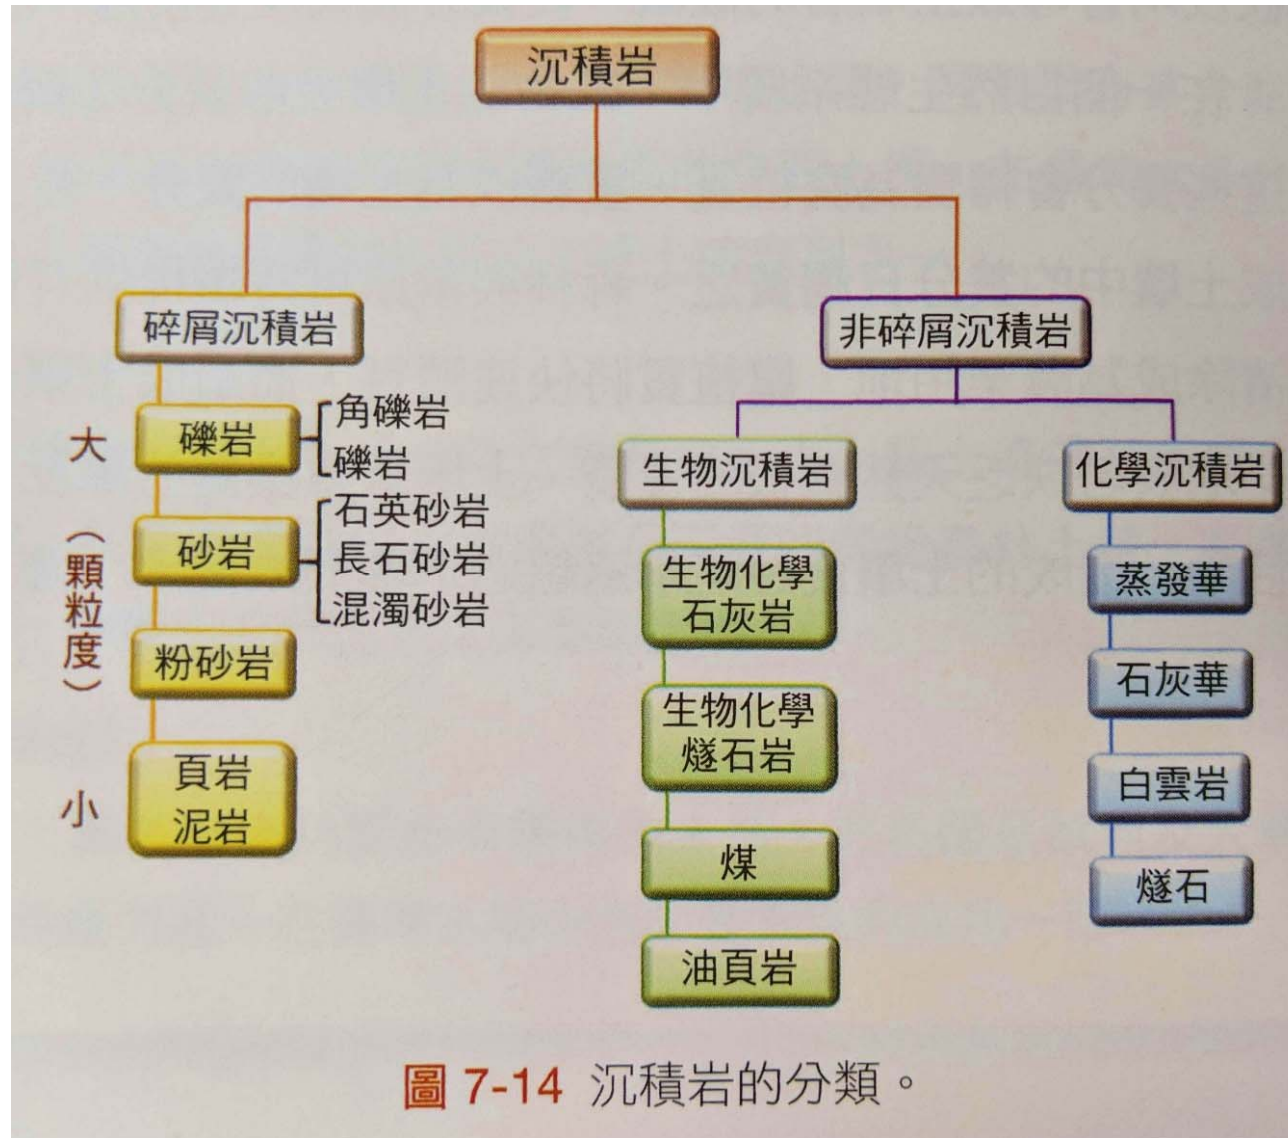 沉積岩
碎屑沉積岩
大
（顆粒度）
小
礫岩
角礫岩
礫岩
砂岩
石英砂岩
長石砂岩
混濁砂岩
粉砂岩
頁岩
泥岩
非碎屑沉積岩
生物沉積岩
生物化學
石灰岩
生物化學
燧石岩
煤
油頁岩
化學沉積岩
蒸發華
石灰華
白雲岩
燧石
圖 7-14 沉積岩的分類。